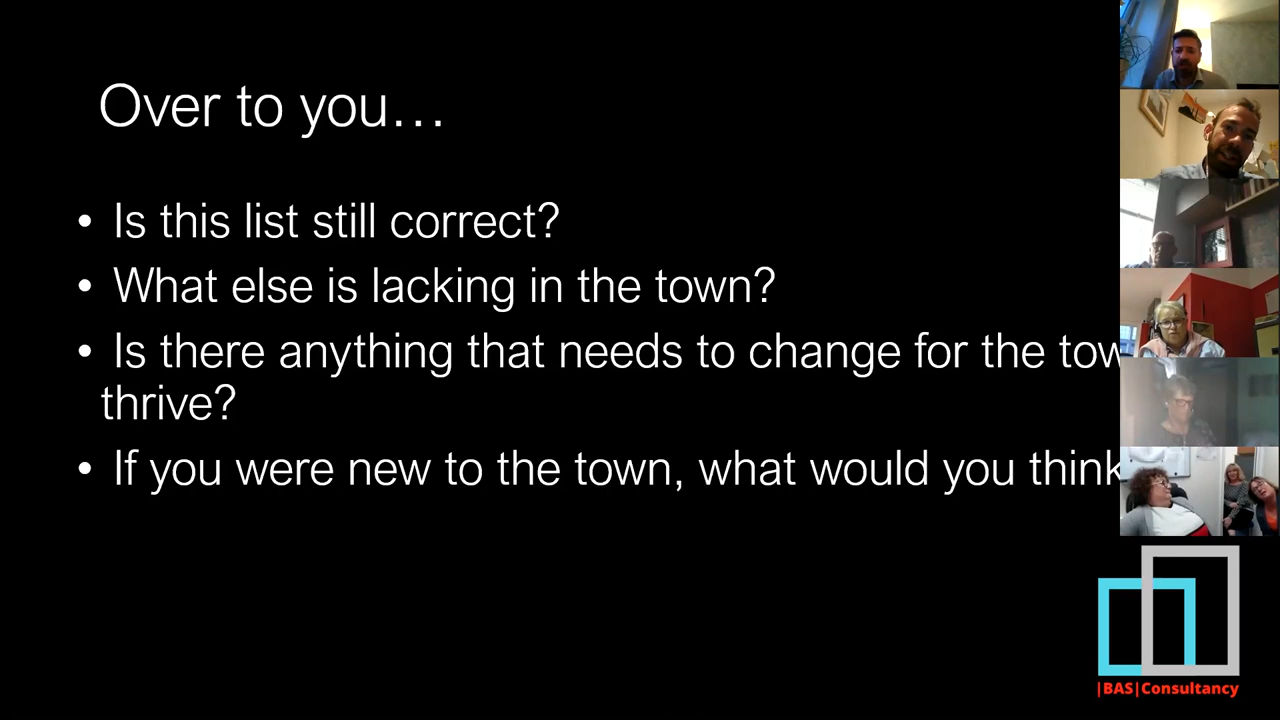 Over to you…
• Is this list still correct?
• What else is lacking in the town?
• Is there anything that needs to change for the
thrive?
• If you were new to the town, what would you think
|BAS|Consultancy